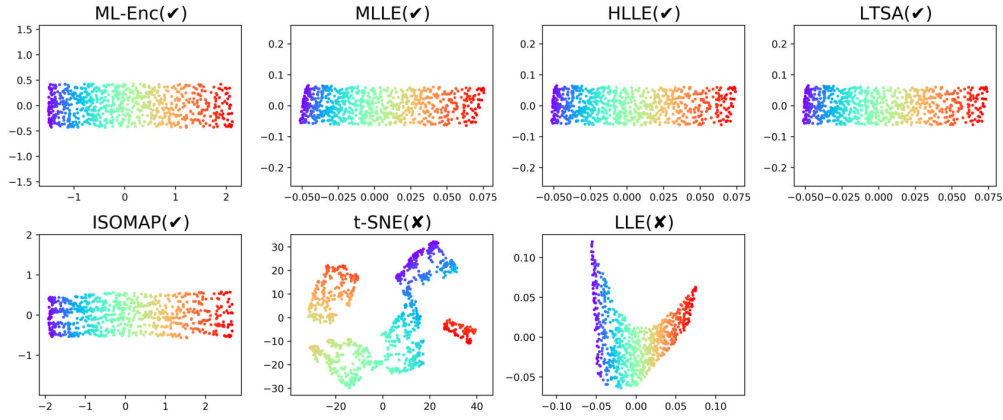 ML-Enc(✔)
1.5
1.0
0.5
0.0
−0.5
−1.0
−1.5
−1 0 1 2
MLLE(✔)
0.2
0.1
0.0
−0.1
−0.2
−0.050 −0.025 0.000 0.025 0.050 0.075
HLLE(✔)
0.2
0.1
0.0
−0.1
−0.2
−0.050 −0.025 0.000 0.025 0.050 0.075
LTSA(✔)
0.2
0.1
0.0
−0.1
−0.2
−0.050 −0.025 0.000 0.025 0.050 0.075
ISOMAP(✔)
2
1
0
−1
−2 −1 0 1 2
t-SNE(✘)
30
20
10
0
−10
−20
−30
−20 0 20 40
LLE(✘)
0.10
0.05
0.00
−0.05
−0.10 −0.05 0.00 0.05 0.10